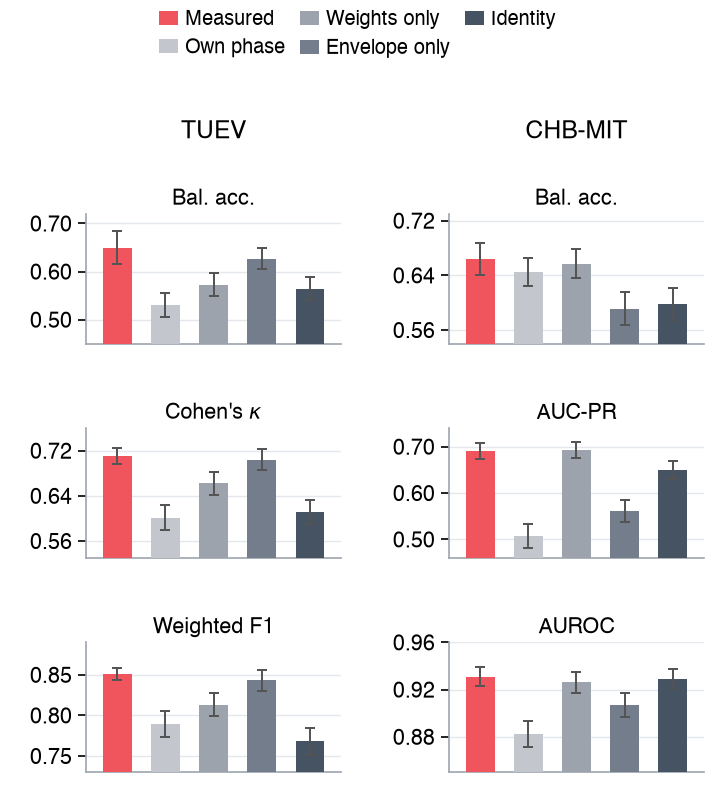 Measured Weights only Identity
Own phase Envelope only
TUEV
CHB-MIT
Bal. acc.
0.70
0.60
0.50
Bal. acc.
0.72
0.64
0.56
Cohen's κ
0.72
0.64
0.56
AUC-PR
0.70
0.60
0.50
Weighted F1
0.85
0.80
0.75
AUROC
0.96
0.92
0.88